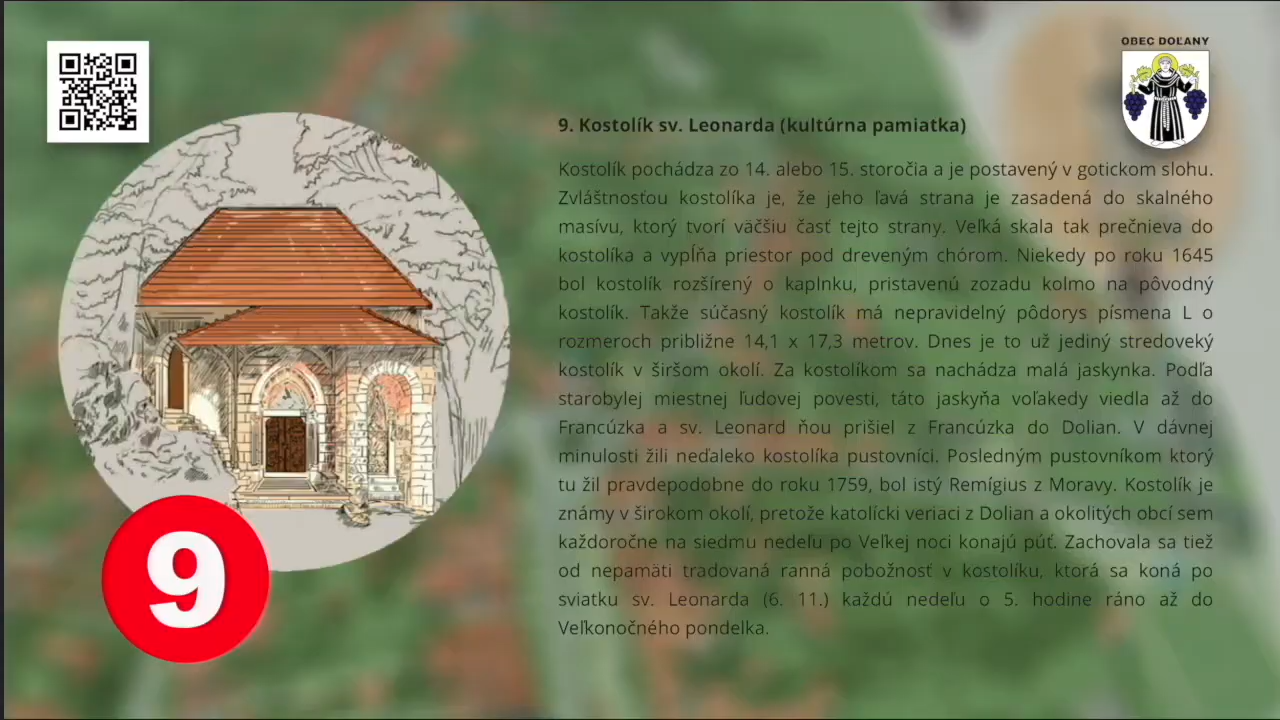 OBEC DOĽANY
9. Kostolík sv. Leonarda (kultúrna pamiatka)
Kostolík pochádza zo 14. alebo 15. storočia a je postavený v gotickom slohu.
Zvláštnosťou kostolíka je, že jeho ľavá strana je zasadená do skalného
masívu, ktorý tvorí väčšiu časť tejto strany. Veľká skala tak prečnieva do
kostolíka a vypĺňa priestor pod dreveným chórom. Niekedy po roku 1645
bol kostolík rozšírený o kaplnku, pristavenú zozadu kolmo na pôvodný
kostolík. Takže súčasný kostolík má nepravidelný pôdorys písmena L o
rozmeroch približne 14,1 x 17,3 metrov. Dnes je to už jediný stredoveký
kostolík v širšom okolí. Za kostolíkom sa nachádza malá jaskynka. Podľa
starobylej miestnej ľudovej povesti, táto jaskyňa voľakedy viedla až do
Francúzka a sv. Leonard ňou prišiel z Francúzka do Dolian. V dávnej
minulosti žili neďaleko kostolíka pustovníci. Posledným pustovníkom ktorý
tu žil pravdepodobne do roku 1759, bol istý Remígius z Moravy. Kostolík je
známy v širokom okolí, pretože katolícki veriaci z Dolian a okolitých obcí sem
každoročne na siedmu nedeľu po Veľkej noci konajú púť. Zachovala sa tiež
od nepamäti tradovaná ranná pobožnosť v kostolíku, ktorá sa koná po
sviatku sv. Leonarda (6. 11.) každú nedeľu o 5. hodine ráno až do
Veľkonočného pondelka.
9